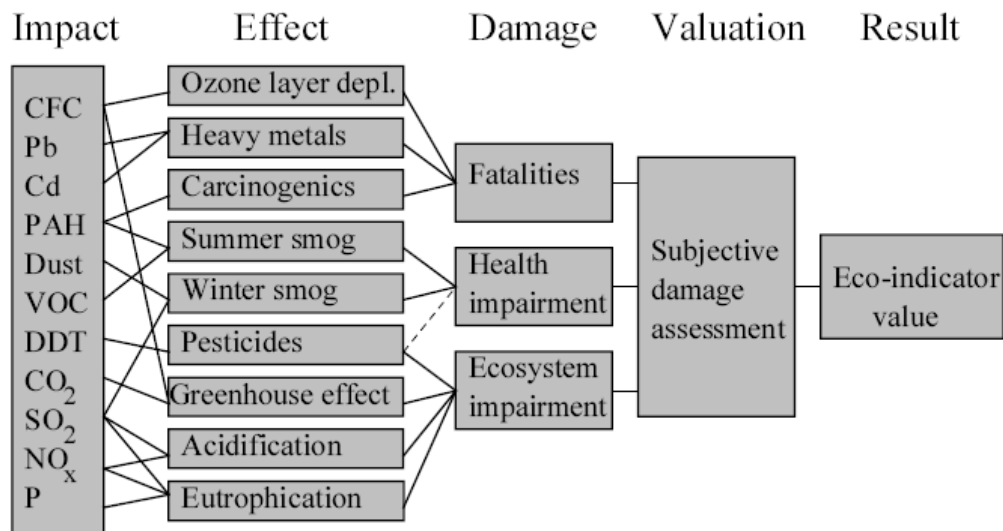 Impact
Effect
Damage
Valuation
Result
CFC
Pb
Cd
PAH
Dust
VOC
DDT
CO2
SO2
NOx
P
Ozone layer depl.
Heavy metals
Carcinogenics
Summer smog
Winter smog
Pesticides
Greenhouse effect
Acidification
Eutrophication
Fatalities
Health
impairment
Ecosystem
impairment
Subjective
damage
assessment
Eco-indicator
value